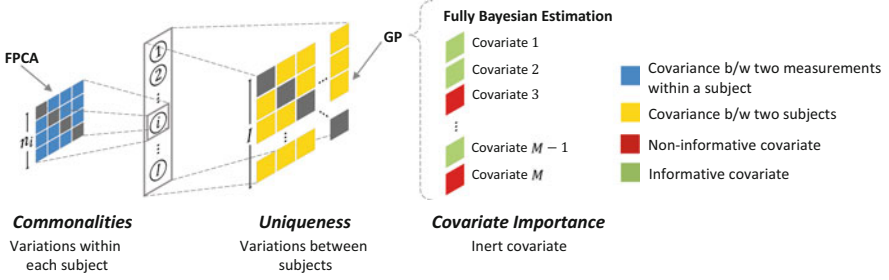 FPCA
n_i
1
2
⋮
i
⋮
I
I
...
⋮
...
GP
Fully Bayesian Estimation
Covariate 1
Covariate 2
Covariate 3
⋮
Covariate M − 1
Covariate M
Covariance b/w two measurements
within a subject
Covariance b/w two subjects
Non-informative covariate
Informative covariate
Commonalities
Variations within
each subject
Uniqueness
Variations between
subjects
Covariate Importance
Inert covariate